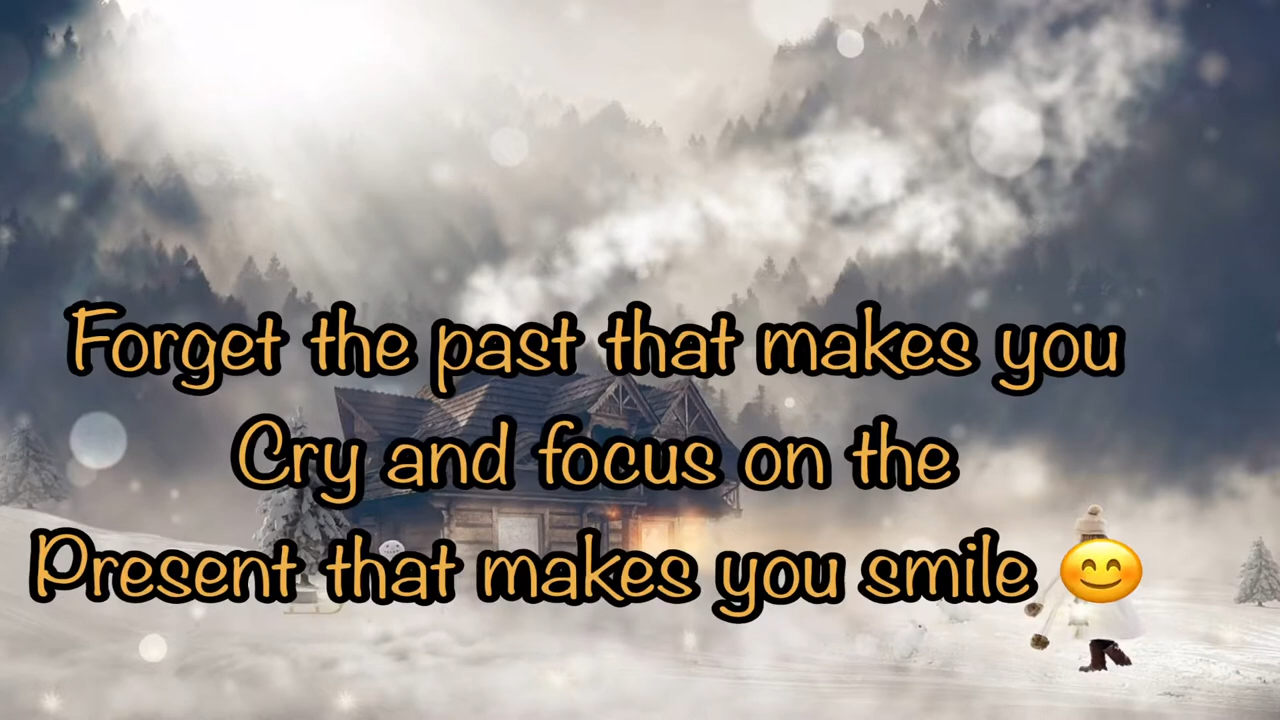 Forget the past that makes you
Cry and focus on the
Present that makes you smile 😊